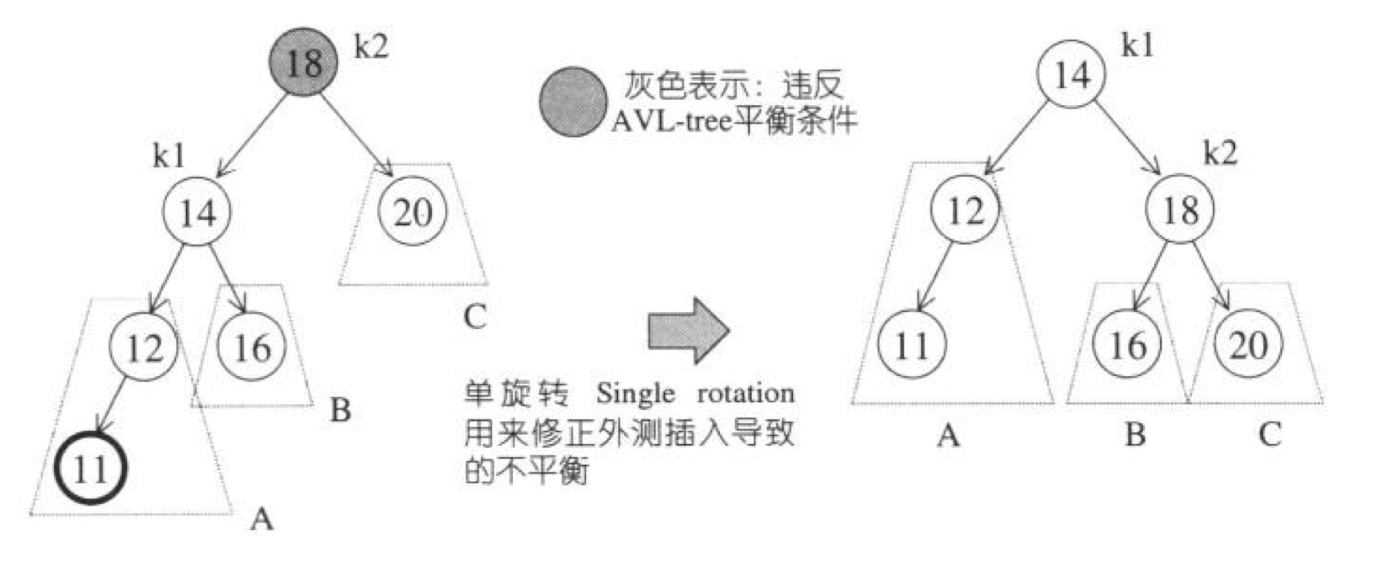 18
k2
k1
14
20
12
16
C
B
11
A
灰色表示：违反
AVL-tree平衡条件
单旋转 Single rotation
用来修正外测插入导致
的不平衡
14
k1
k2
12
18
11
16
20
A
B
C